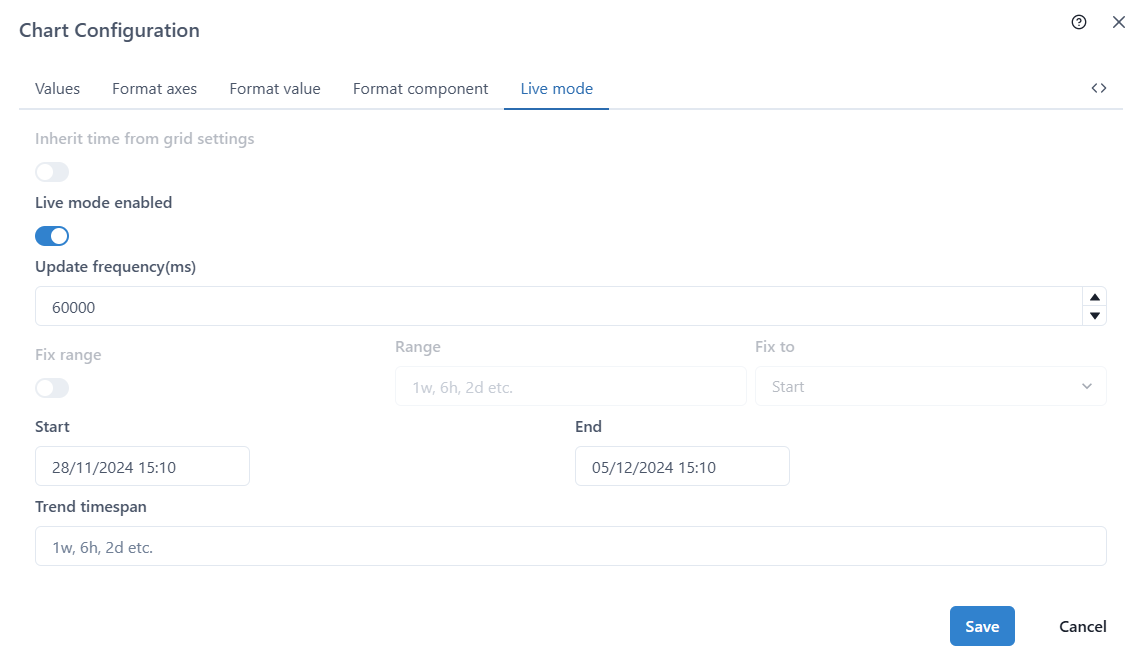 Chart Configuration
Values Format axes Format value Format component Live mode
Inherit time from grid settings
Live mode enabled
Update frequency(ms)
60000
Fix range Range Fix to
1w, 6h, 2d etc. Start
Start End
28/11/2024 15:10 05/12/2024 15:10
Trend timespan
1w, 6h, 2d etc.
Save Cancel